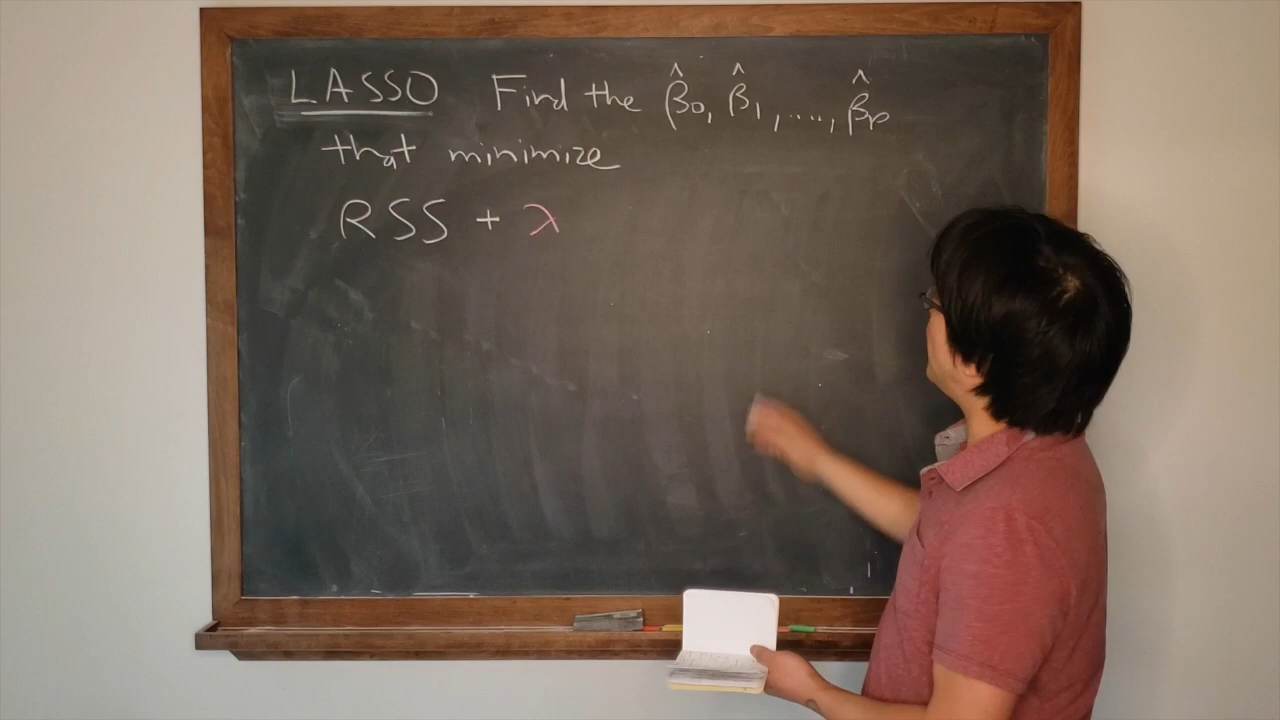 LASSO Find the β̂0, β̂1, ...., β̂p
that minimize
RSS + λ